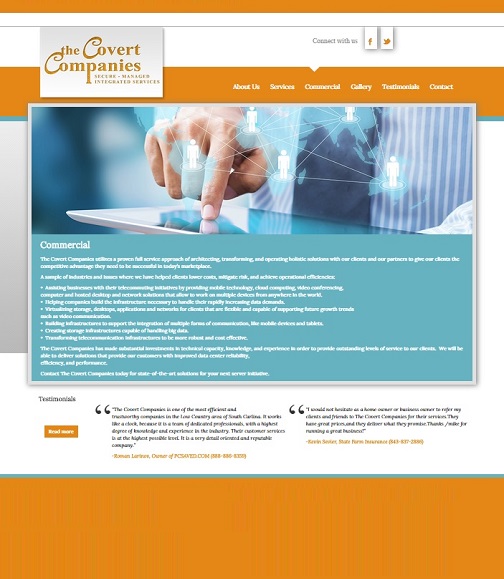 the Covert
Companies
SECURE - MANAGED
INTEGRATED SERVICES
Connect with us
About Us Services Commercial Gallery Testimonials Contact
Commercial
The Covert Companies utilizes a proven full service approach of architecting, transforming, and operating holistic solutions with our clients and our partners to give our clients the
competitive advantage they need to be successful in today's marketplace.
A sample of industries and issues where we have helped clients lower costs, mitigate risk, and achieve operational efficiencies:
• Assisting businesses with their telecommuting initiatives by providing mobile technology, cloud computing, video conferencing,
computer and hosted desktop and network solutions that allow to work on multiple devices from anywhere in the world.
• Helping companies build the infrastructure necessary to handle their rapidly increasing data demands,
• Virtualizing storage, desktops, applications and networks for clients that are flexible and capable of supporting future growth trends
such as video communication.
• Building infrastructures to support the integration of multiple forms of communication, like mobile devices and tablets.
• Creating storage infrastructures capable of handling big data.
• Transforming telecommunication infrastructures to be more robust and cost effective.
The Covert Companies has made substantial investments in technical capacity, knowledge, and experience in order to provide outstanding levels of service to our clients. We will be
able to deliver solutions that provide our customers with improved data center reliability,
efficiency, and performance.
Contact The Covert Companies today for state-of-the-art solutions for your next server initiative.
Testimonials
Read more
"The Covert Companies is one of the most efficient and
trustworthy companies in the Low Country area of South Carlina. It works
like a clock, because it is a team of dedicated professionals, with a highest
degree of knowledge and experience in the industry. Their customer services
is at the highest possible level. It is a very detail oriented and reputable
company."
-Roman Larinov, Owner of PCSAVED.COM
"I would not hesitate as a home owner or business owner to refer my
clients and friends to The Covert Companies for their services.They
have great prices,and they deliver what they promise.Thanks ,Mike for
running a great business!"
-Kevin Sevier, State Farm Insurance (843-837-2886)